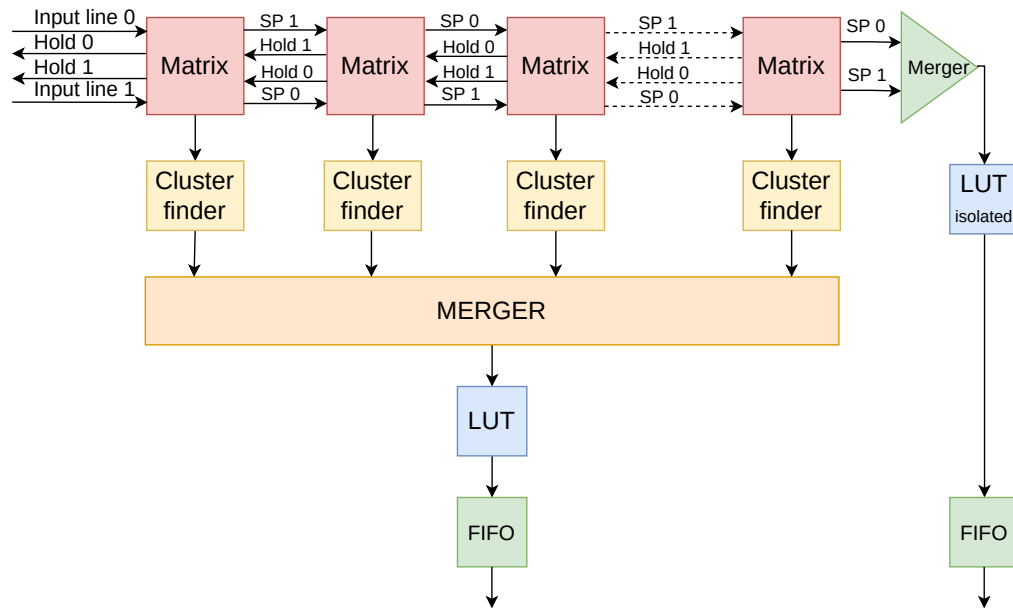 Input line 0
SP 1
SP 0
SP 1
SP 0
Hold 0
Hold 1
Hold 0
Hold 1
Matrix
Matrix
Matrix
Matrix
Merger
Hold 1
Hold 0
Hold 1
Hold 0
SP 1
Input line 1
SP 0
SP 1
SP 0
Cluster
finder
Cluster
finder
Cluster
finder
Cluster
finder
LUT
isolated
MERGER
LUT
FIFO
FIFO